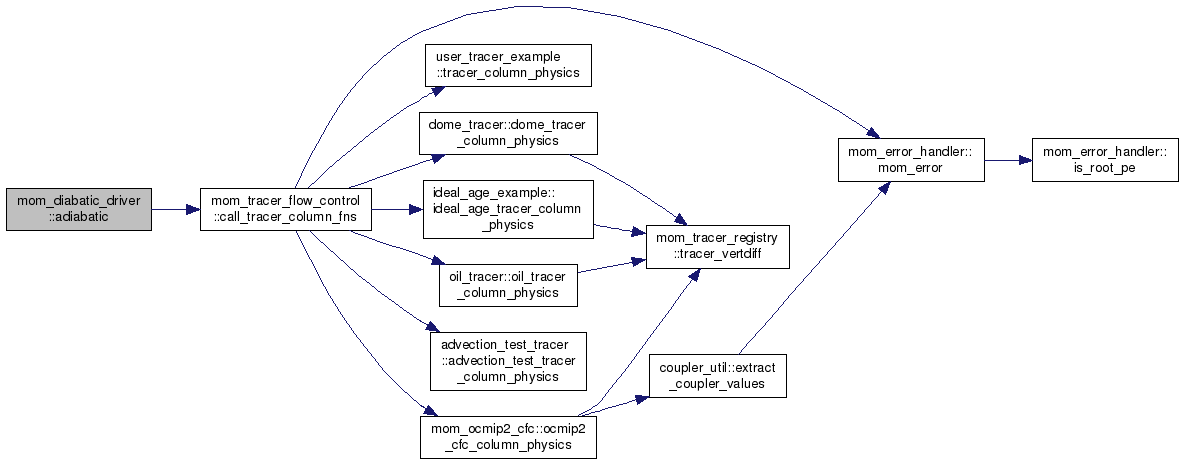 mom_diabatic_driver
::adiabatic
mom_tracer_flow_control
::call_tracer_column_fns
user_tracer_example
::tracer_column_physics
dome_tracer::dome_tracer
_column_physics
ideal_age_example::
ideal_age_tracer_column
_physics
oil_tracer::oil_tracer
_column_physics
advection_test_tracer
::advection_test_tracer
_column_physics
mom_ocmip2_cfc::ocmip2
_cfc_column_physics
mom_tracer_registry
::tracer_vertdiff
coupler_util::extract
_coupler_values
mom_error_handler::
mom_error
mom_error_handler::
is_root_pe